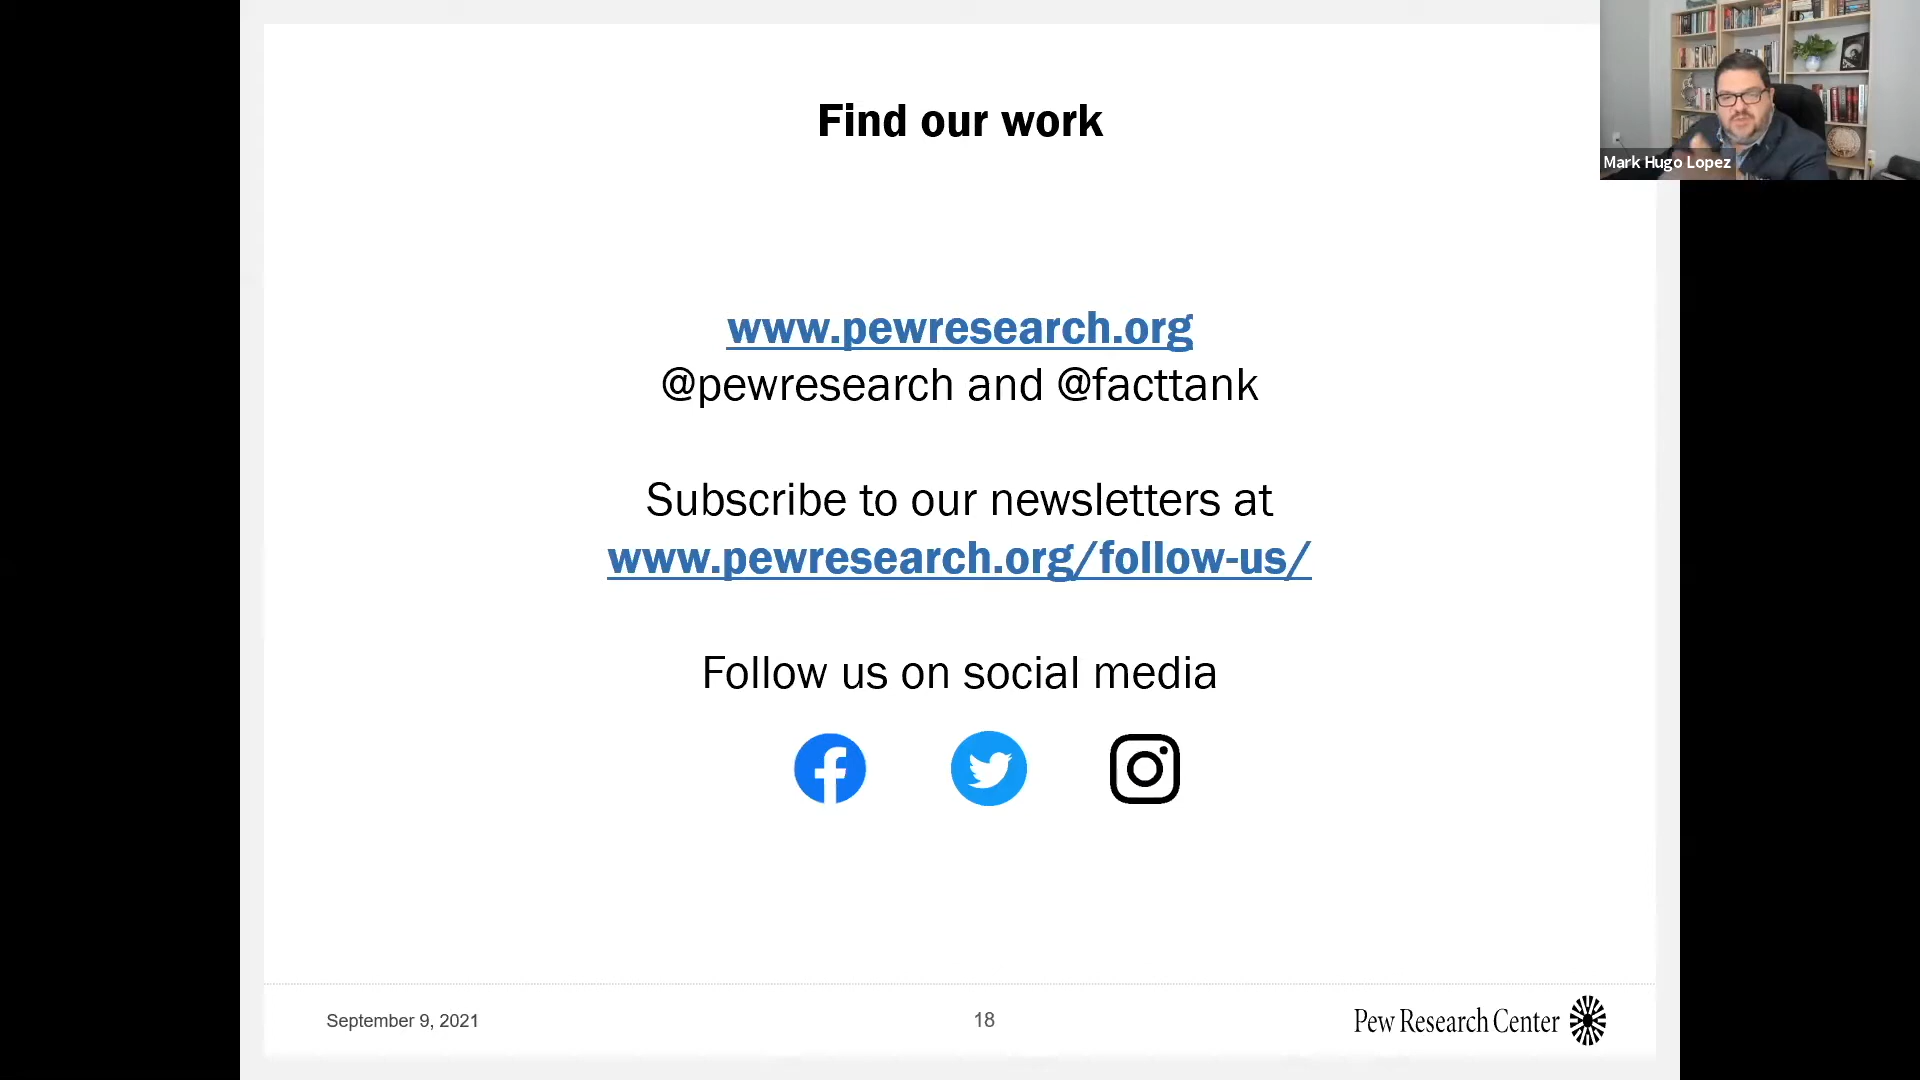 Find our work
Mark Hugo Lopez
www.pewresearch.org
@pewresearch and @facttank
Subscribe to our newsletters at
www.pewresearch.org/follow-us/
Follow us on social media
September 9, 2021
18
Pew Research Center